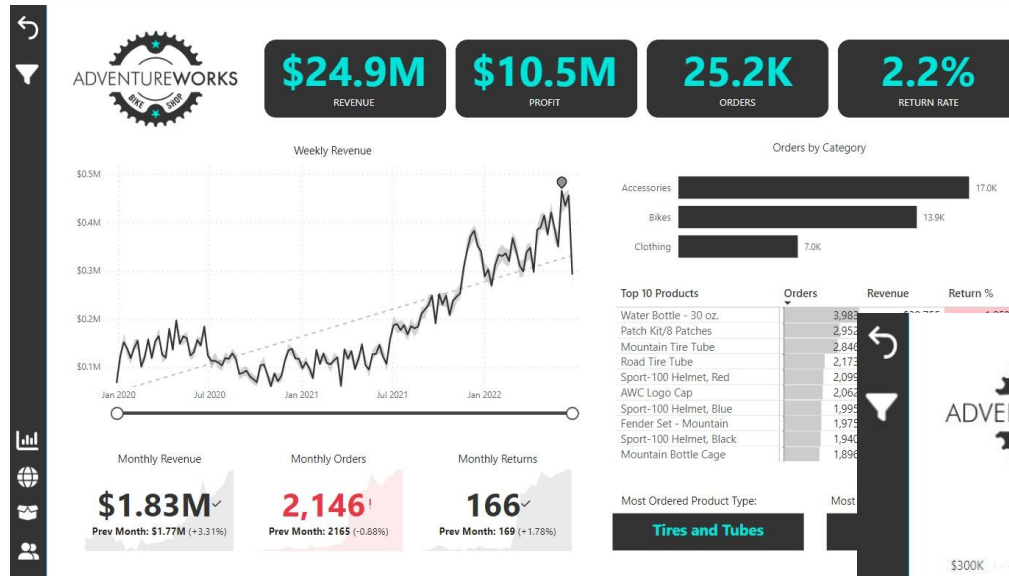 ADVENTUREWORKS
BIKE SHOP
$24.9M
REVENUE
$10.5M
PROFIT
25.2K
ORDERS
2.2%
RETURN RATE
Weekly Revenue
$0.5M
$0.4M
$0.3M
$0.2M
$0.1M
Jan 2020 Jul 2020 Jan 2021 Jul 2021 Jan 2022
Orders by Category
Accessories 17.0K
Bikes 13.9K
Clothing 7.0K
Top 10 Products Orders Revenue Return %
Water Bottle - 30 oz. 3,983
Patch Kit/8 Patches 2,952
Mountain Tire Tube 2,846
Road Tire Tube 2,173
Sport-100 Helmet, Red 2,099
AWC Logo Cap 2,062
Sport-100 Helmet, Blue 1,995
Fender Set - Mountain 1,975
Sport-100 Helmet, Black 1,940
Mountain Bottle Cage 1,896
Monthly Revenue
$1.83M
Prev Month: $1.77M (+3.31%)
Monthly Orders
2,146!
Prev Month: 2165 (-0.88%)
Monthly Returns
166
Prev Month: 169 (+1.78%)
Most Ordered Product Type:
Tires and Tubes
Most
ADVE
$300K